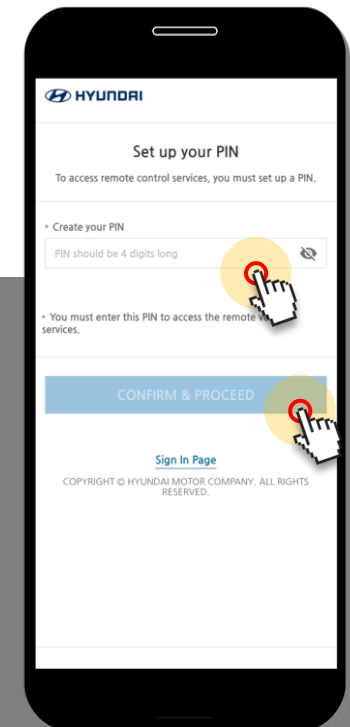 HYUNDAI
Set up your PIN
To access remote control services, you must set up a PIN.
* Create your PIN
PIN should be 4 digits long
* You must enter this PIN to access the remote
services.
CONFIRM & PROCEED
Sign In Page
COPYRIGHT © HYUNDAI MOTOR COMPANY. ALL RIGHTS
RESERVED.